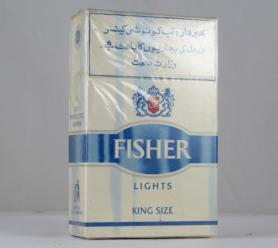 خبردار! تمباکو نوشی کینسر
اور دل کی بیماریوں کا باعث ہے۔
وزارتِ صحت
FISHER
LIGHTS
KING SIZE